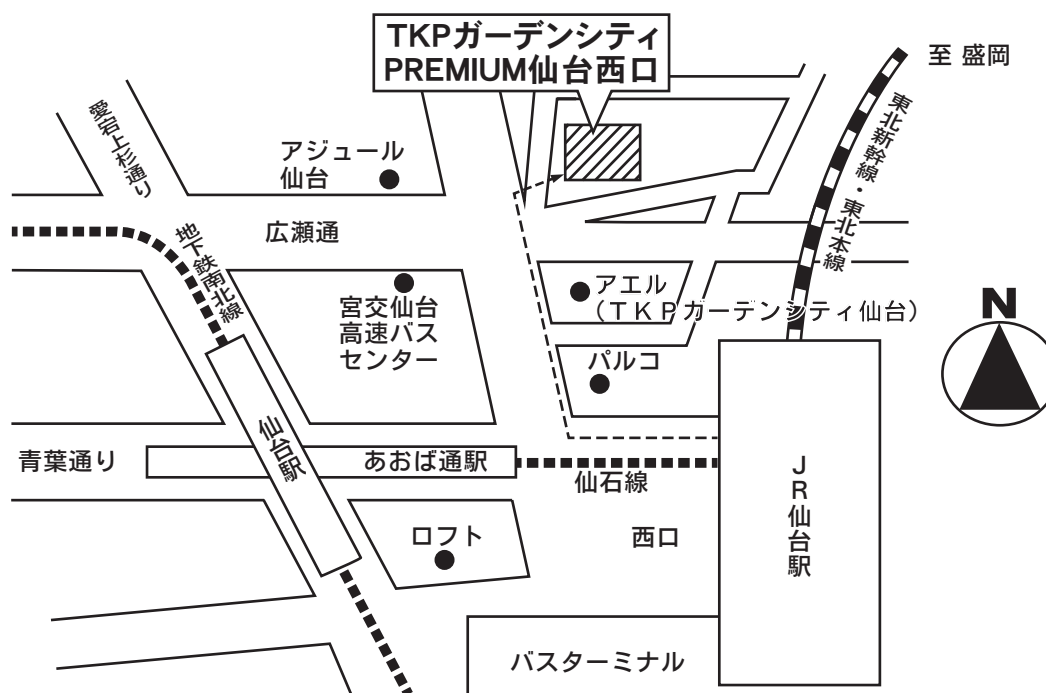 TKPガーデンシティ
PREMIUM仙台西口
至 盛岡
東北新幹線・東北本線
愛宕上杉通り
アジュール
仙台
広瀬通
地下鉄南北線
アエル
（ＴＫＰガーデンシティ仙台）
宮交仙台
高速バス
センター
N
パルコ
仙台駅
青葉通り
あおば通駅
仙石線
JR仙台駅
ロフト
西口
バスターミナル